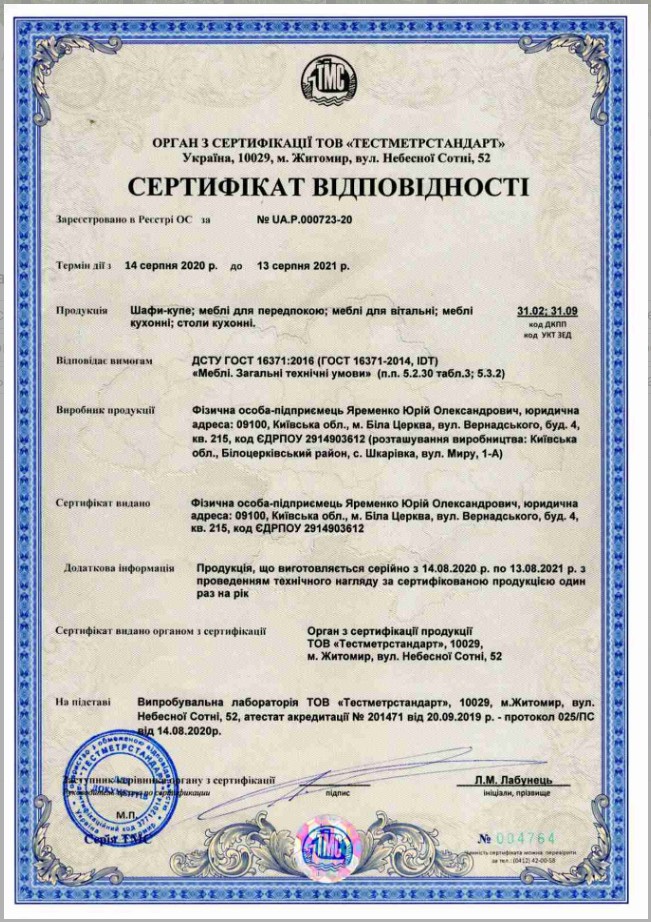 ТМС
ОРГАН З СЕРТИФІКАЦІЇ ТОВ «ТЕСТМЕТРСТАНДАРТ»
Україна, 10029, м. Житомир, вул. Небесної Сотні, 52
СЕРТИФІКАТ ВІДПОВІДНОСТІ
Зареєстровано в Реєстрі ОС за № UA.P.000723-20
Термін дії з 14 серпня 2020 р. до 13 серпня 2021 р.
Продукція Шафи-купе; меблі для передпокою; меблі для вітальні; меблі 31.02; 31.09
кухонні; столи кухонні. код ДКПП
код УКТ ЗЕД
Відповідає вимогам ДСТУ ГОСТ 16371:2016 (ГОСТ 16371-2014, IDT)
«Меблі. Загальні технічні умови» (п.п. 5.2.30 табл.3; 5.3.2)
Виробник продукції Фізична особа-підприємець Яременко Юрій Олександрович, юридична
адреса: 09100, Київська обл., м. Біла Церква, вул. Вернадського, буд. 4,
кв. 215, код ЄДРПОУ 2914903612 (розташування виробництва: Київська
обл., Білоцерківський район, с. Шкарівка, вул. Миру, 1-А)
Сертифікат видано Фізична особа-підприємець Яременко Юрій Олександрович, юридична
адреса: 09100, Київська обл., м. Біла Церква, вул. Вернадського, буд. 4,
кв. 215, код ЄДРПОУ 2914903612
Додаткова інформація Продукція, що виготовляється серійно з 14.08.2020 р. по 13.08.2021 р. з
проведенням технічного нагляду за сертифікованою продукцією один
раз на рік
Сертифікат видано органом з сертифікації Орган з сертифікації продукції
ТОВ «Тестметрстандарт», 10029,
м. Житомир, вул. Небесної Сотні, 52
На підставі Випробувальна лабораторія ТОВ «Тестметрстандарт», 10029, м.Житомир, вул.
Небесної Сотні, 52, атестат акредитації № 201471 від 20.09.2019 р. - протокол 025/ПС
від 14.08.2020р.
Заступник керівника органу з сертифікації Л.М. Лабунець
по сертификации підпис ініціали, прізвище
М.П.
Серія ТМС
ТМС
№ 004764
чинність сертифіката можна перевірити
за тел.: (0412) 42-00-58
ТЕСТМЕТРСТАНДАРТ
ДОКУМЕНТІВ